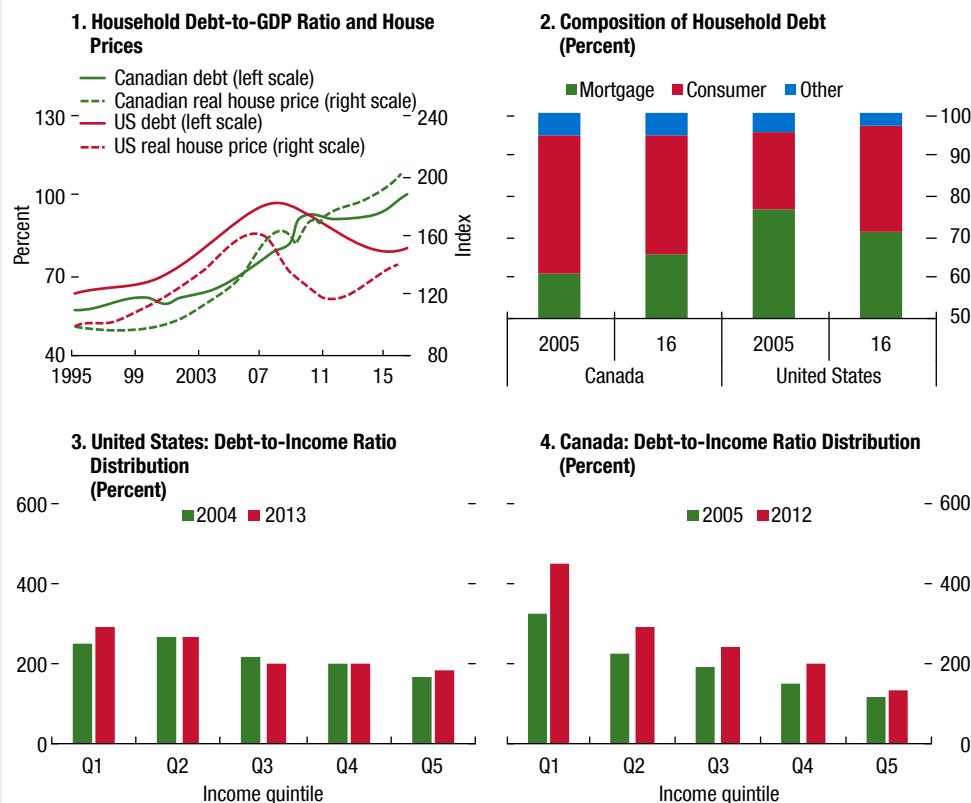 1. Household Debt-to-GDP Ratio and House
Prices
Canadian debt (left scale)
Canadian real house price (right scale)
US debt (left scale)
US real house price (right scale)
130
100
70
40
Percent
240
200
160
120
80
Index
1995 99 2003 07 11 15
2. Composition of Household Debt
(Percent)
Mortgage Consumer Other
100
90
80
70
60
50
2005 16 2005 16
Canada United States
3. United States: Debt-to-Income Ratio
Distribution
(Percent)
2004 2013
600
400
200
0
Q1 Q2 Q3 Q4 Q5
Income quintile
4. Canada: Debt-to-Income Ratio Distribution
(Percent)
2005 2012
600
400
200
0
Q1 Q2 Q3 Q4 Q5
Income quintile